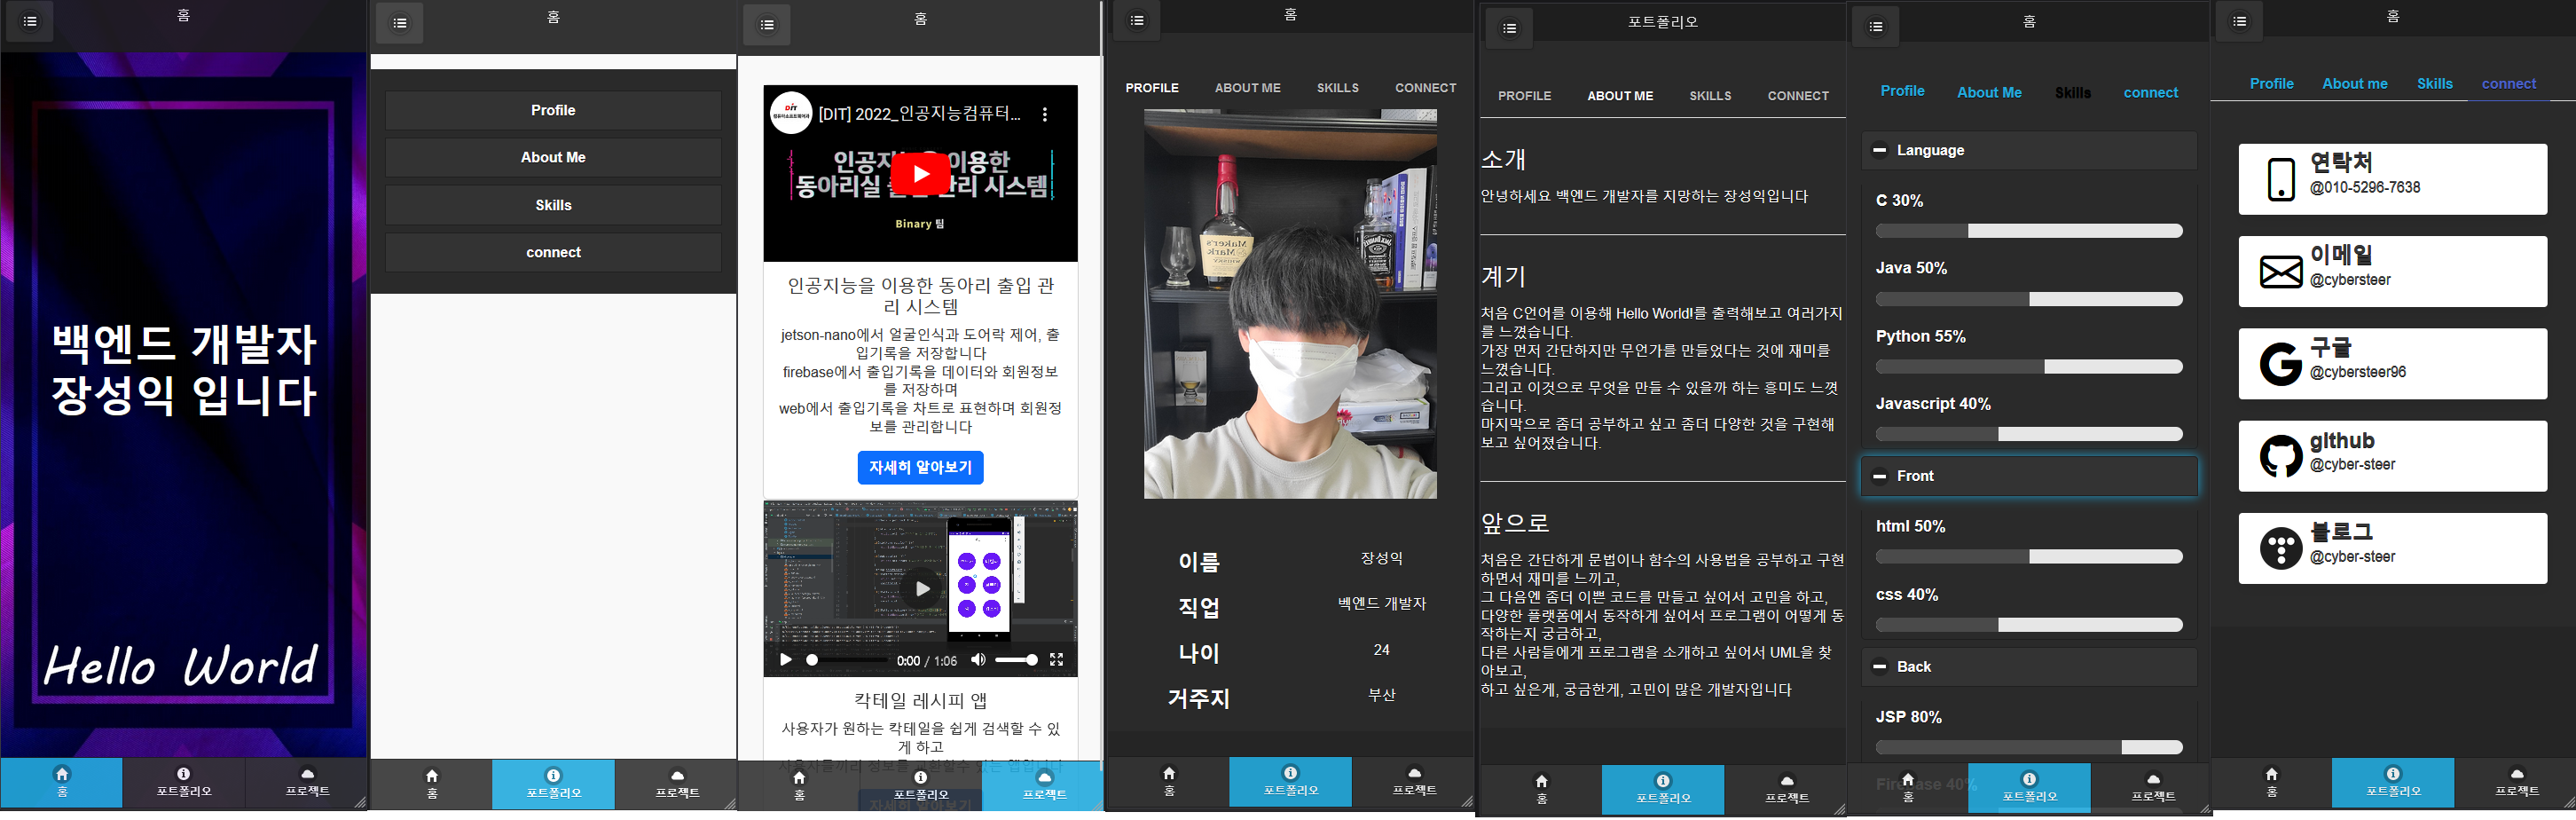 홈
백엔드 개발자
장성익 입니다
Hello World
홈
포트폴리오
프로젝트
홈
Profile
About Me
Skills
connect
홈
포트폴리오
프로젝트
홈
[DIT] 2022_인공지능컴퓨터...
Binary 팀
인공지능을 이용한 동아리 출입 관
리 시스템
jetson-nano에서 얼굴인식과 도어락 제어, 출
입기록을 저장합니다
firebase에서 출입기록을 데이터와 회원정보
를 저장하며
web에서 출입기록을 차트로 표현하며 회원정
보를 관리합니다
자세히 알아보기
0:00 / 1:06
칵테일 레시피 앱
사용자가 원하는 칵테일을 쉽게 검색할 수 있
게 하고
자세히 알아보기
홈
포트폴리오
프로젝트
홈
PROFILE
ABOUT ME
SKILLS
CONNECT
이름
장성익
직업
벡엔드 개발자
나이
24
거주지
부산
홈
포트폴리오
프로젝트
포트폴리오
PROFILE
ABOUT ME
SKILLS
CONNECT
소개
안녕하세요 백엔드 개발자를 지망하는 장성익입니다
계기
처음 C언어를 이용해 Hello World!를 출력해보고 여러가지
를 느꼈습니다.
가장 먼저 간단하지만 무언가를 만들었다는 것에 재미를
느꼈습니다.
그리고 이것으로 무엇을 만들 수 있을까 하는 흥미도 느꼇
습니다.
마지막으로 좀더 공부하고 싶고 좀더 다양한 것을 구현해
보고 싶어졌습니다.
앞으로
처음은 간단하게 문법이나 함수의 사용법을 공부하고 구현
하면서 재미를 느끼고,
그 다음엔 좀더 이쁜 코드를 만들고 싶어서 고민을 하고,
다양한 플랫폼에서 동작하게 싶어서 프로그램이 어떻게 동
작하는지 궁금하고,
다른 사람들에게 프로그램을 소개하고 싶어서 UML을 찾
아보고,
하고 싶은게, 궁금한게, 고민이 많은 개발자입니다
홈
포트폴리오
프로젝트
홈
Profile
About Me
Skills
connect
Language
C 30%
Java 50%
Python 55%
Javascript 40%
Front
html 50%
css 40%
Back
JSP 80%
Firebase 40%
홈
포트폴리오
프로젝트
홈
Profile
About me
Skills
connect
연락처
@010-5296-7638
이메일
@cybersteer
구글
@cybersteer96
github
@cyber-steer
블로그
@cyber-steer
홈
포트폴리오
프로젝트